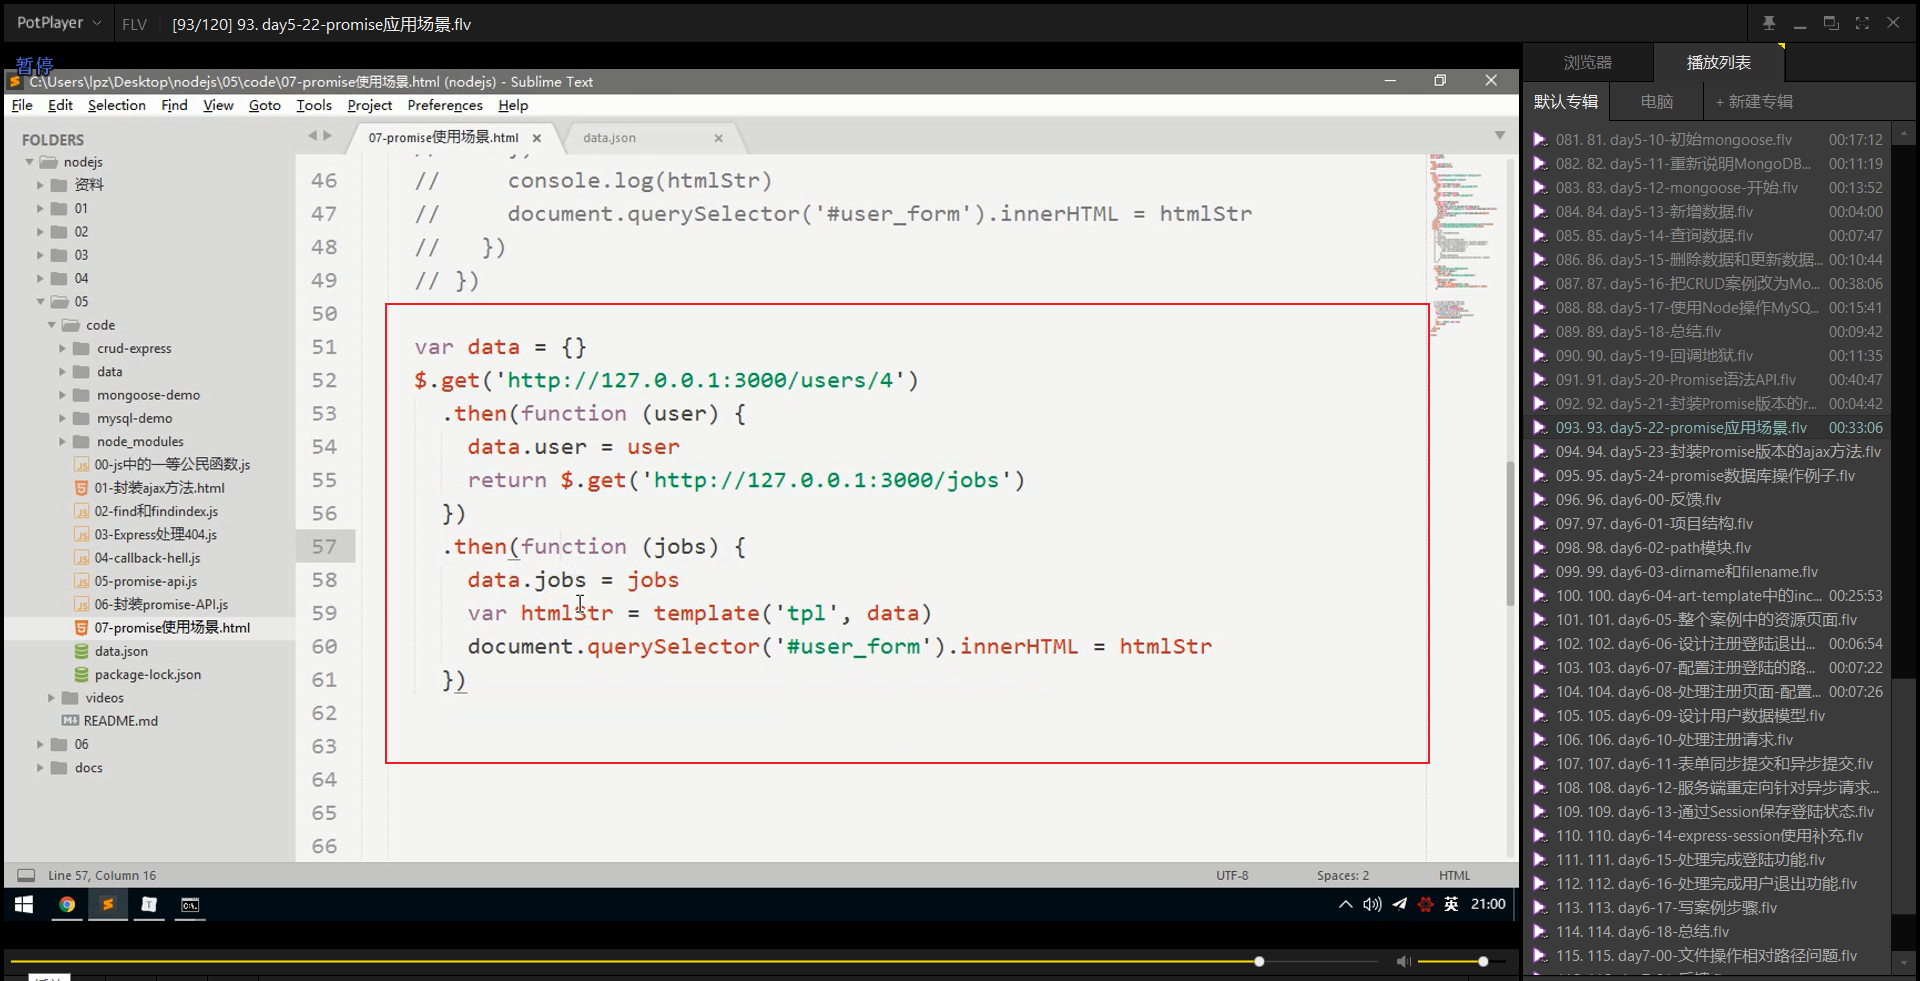 PotPlayer
FLV
[93/120] 93. day5-22-promise应用场景.flv
暂停
C:\Users\lpz\Desktop\nodejs\05\code\07-promise使用场景.html (nodejs) - Sublime Text
File Edit Selection Find View Goto Tools Project Preferences Help
FOLDERS
nodejs
资料
01
02
03
04
05
code
crud-express
data
mongoose-demo
mysql-demo
node_modules
00-js中的一等公民函数.js
01-封装ajax方法.html
02-find和findindex.js
03-Express处理404.js
04-callback-hell.js
05-promise-api.js
06-封装promise-API.js
07-promise使用场景.html
data.json
package-lock.json
videos
README.md
06
docs
07-promise使用场景.html
data.json
46 //     console.log(htmlStr)
47 //     document.querySelector('#user_form').innerHTML = htmlStr
48 //   })
49 // })
50
51 var data = {}
52 $.get('http://127.0.0.1:3000/users/4')
53   .then(function (user) {
54     data.user = user
55     return $.get('http://127.0.0.1:3000/jobs')
56   })
57   .then(function (jobs) {
58     data.jobs = jobs
59     var htmlStr = template('tpl', data)
60     document.querySelector('#user_form').innerHTML = htmlStr
61   })
62
63
64
65
66
Line 57, Column 16
UTF-8
Spaces: 2
HTML
英
21:00
浏览器
播放列表
默认专辑
电脑
+ 新建专辑
081. 81. day5-10-初始mongoose.flv 00:17:12
082. 82. day5-11-重新说明MongoDB... 00:11:19
083. 83. day5-12-mongoose-开始.flv 00:13:52
084. 84. day5-13-新增数据.flv 00:04:00
085. 85. day5-14-查询数据.flv 00:07:47
086. 86. day5-15-删除数据和更新数据... 00:10:44
087. 87. day5-16-把CRUD案例改为Mo... 00:38:06
088. 88. day5-17-使用Node操作MySQ... 00:15:41
089. 89. day5-18-总结.flv 00:09:42
090. 90. day5-19-回调地狱.flv 00:11:35
091. 91. day5-20-Promise语法API.flv 00:40:47
092. 92. day5-21-封装Promise版本的r... 00:04:42
093. 93. day5-22-promise应用场景.flv 00:33:06
094. 94. day5-23-封装Promise版本的ajax方法.flv
095. 95. day5-24-promise数据库操作例子.flv
096. 96. day6-00-反馈.flv
097. 97. day6-01-项目结构.flv
098. 98. day6-02-path模块.flv
099. 99. day6-03-dirname和filename.flv
100. 100. day6-04-art-template中的inc... 00:25:53
101. 101. day6-05-整个案例中的资源页面.flv
102. 102. day6-06-设计注册登陆退出... 00:06:54
103. 103. day6-07-配置注册登陆的路... 00:07:22
104. 104. day6-08-处理注册页面-配置... 00:07:26
105. 105. day6-09-设计用户数据模型.flv
106. 106. day6-10-处理注册请求.flv
107. 107. day6-11-表单同步提交和异步提交.flv
108. 108. day6-12-服务端重定向针对异步请求...
109. 109. day6-13-通过Session保存登陆状态.flv
110. 110. day6-14-express-session使用补充.flv
111. 111. day6-15-处理完成登陆功能.flv
112. 112. day6-16-处理完成用户退出功能.flv
113. 113. day6-17-写案例步骤.flv
114. 114. day6-18-总结.flv
115. 115. day7-00-文件操作相对路径问题.flv